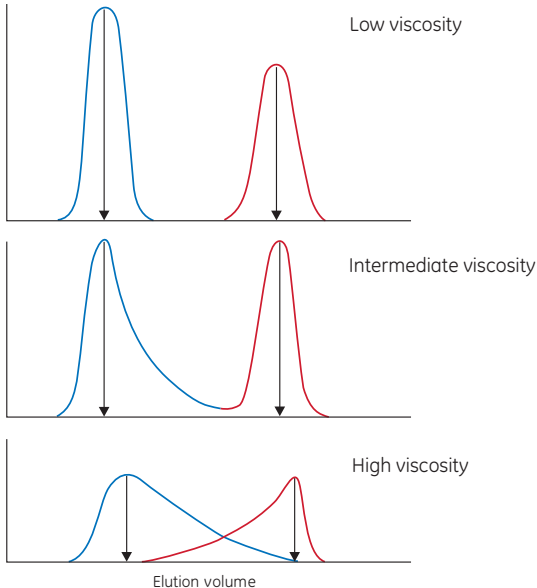 Low viscosity
Intermediate viscosity
High viscosity
Elution volume